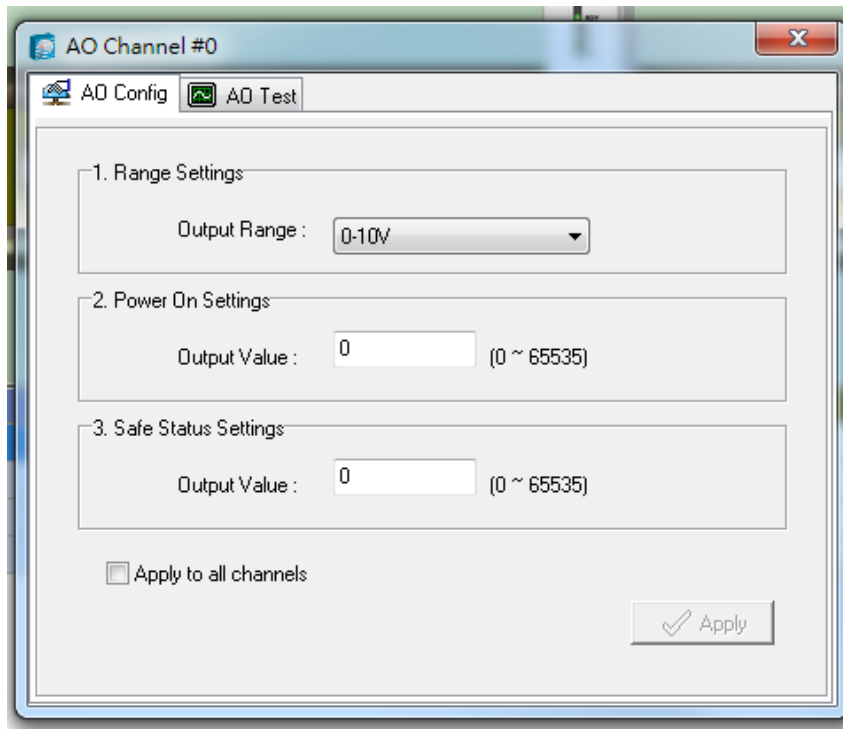 AO Channel #0
AO Config AO Test
1. Range Settings
Output Range : 0-10V
2. Power On Settings
Output Value : 0 (0 ~ 65535)
3. Safe Status Settings
Output Value : 0 (0 ~ 65535)
Apply to all channels
Apply